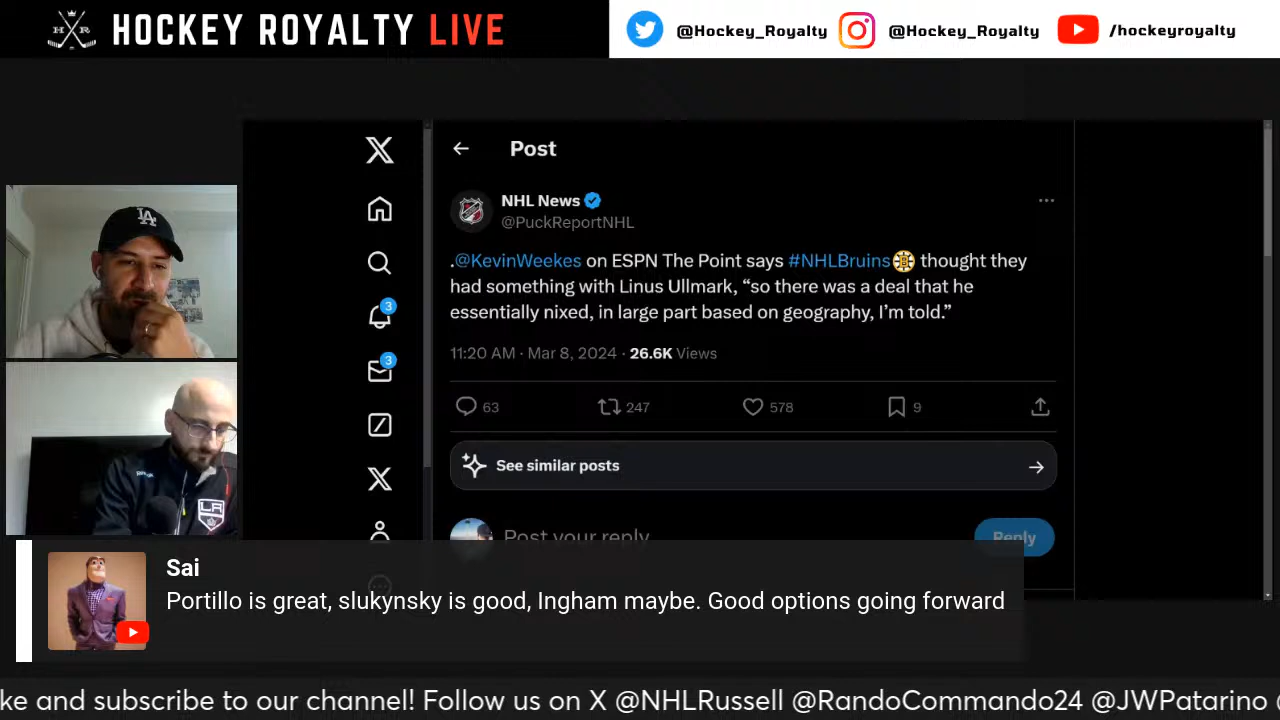 HOCKEY ROYALTY LIVE
@Hockey_Royalty
@Hockey_Royalty
/hockeyroyalty
Post
NHL News
@PuckReportNHL
.@KevinWeekes on ESPN The Point says #NHLBruins thought they
had something with Linus Ullmark, “so there was a deal that he
essentially nixed, in large part based on geography, I’m told.”
11:20 AM · Mar 8, 2024 · 26.6K Views
63 247 578 9
3
3
See similar posts
Post your reply
Reply
LA
LA
Sai
Portillo is great, slukynsky is good, Ingham maybe. Good options going forward
ke and subscribe to our channel! Follow us on X @NHLRussell @RandoCommando24 @JWPatarino